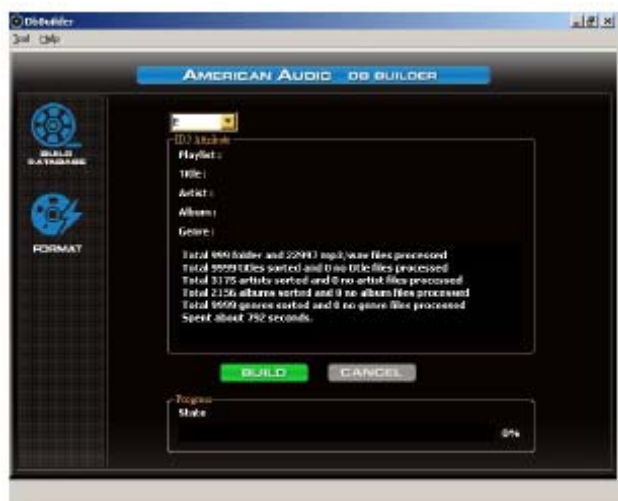 DbBuilder
Tool Help
AMERICAN AUDIO DB BUILDER
BUILD
DATABASE
FORMAT
E
ID3 Attribute
Playlist :
Title :
Artist :
Album :
Genre :
Total 999 folder and 22997 mp3/wav files processed
Total 9999 titles sorted and 0 no title files processed
Total 3175 artists sorted and 0 no artist files processed
Total 2156 albums sorted and 0 no album files processed
Total 9999 genres sorted and 0 no genre files processed
Spent about 792 seconds.
BUILD CANCEL
Progress
State
0%